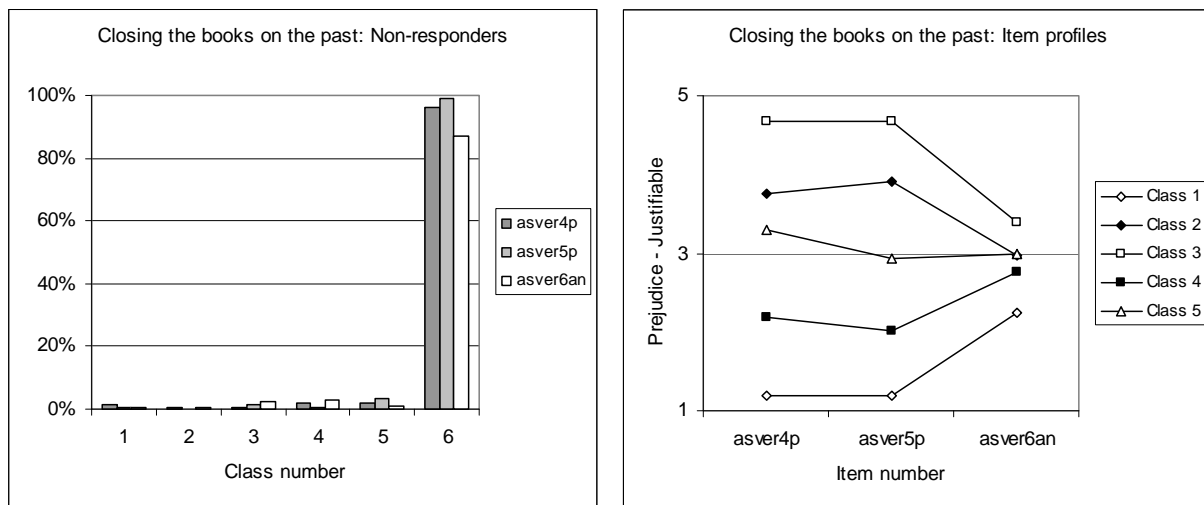 Closing the books on the past: Non-responders
100%
80%
60%
40%
20%
0%
1 2 3 4 5 6
Class number
asver4p
asver5p
asver6an
Closing the books on the past: Item profiles
Prejudice - Justifiable
5
3
1
asver4p asver5p asver6an
Item number
Class 1
Class 2
Class 3
Class 4
Class 5